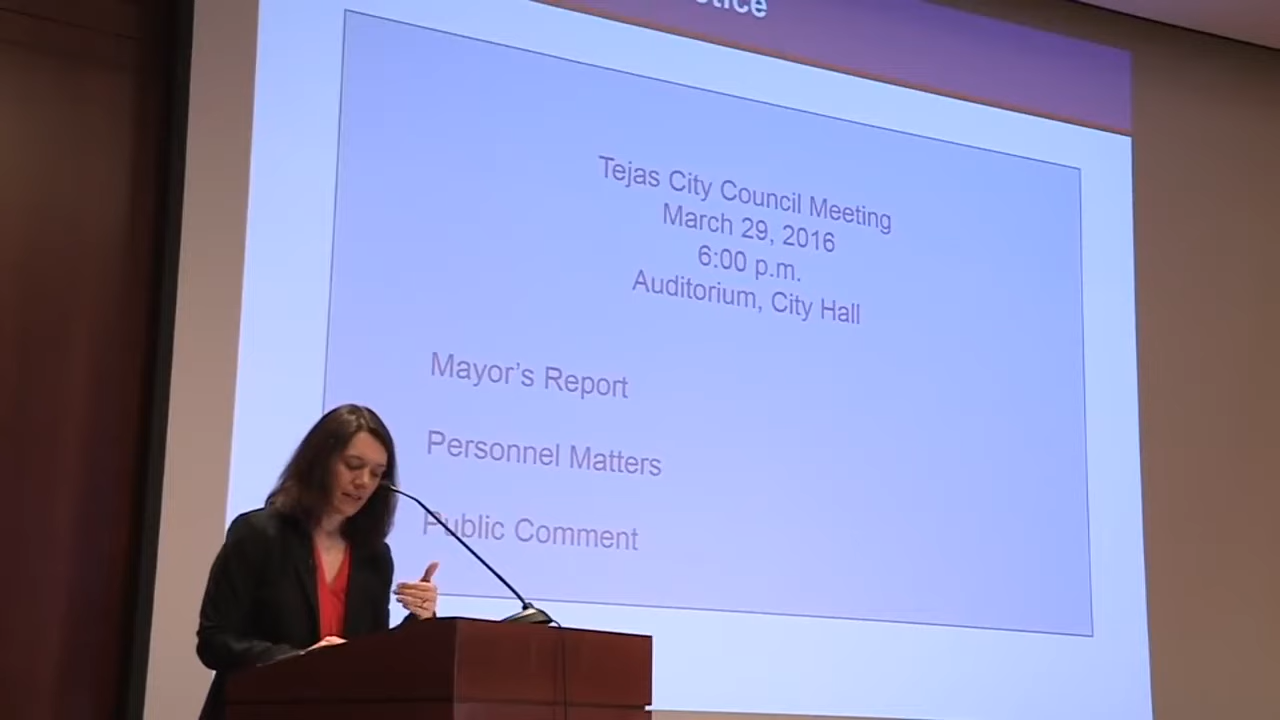 Tejas City Council Meeting
March 29, 2016
6:00 p.m.
Auditorium, City Hall
Mayor's Report
Personnel Matters
Public Comment